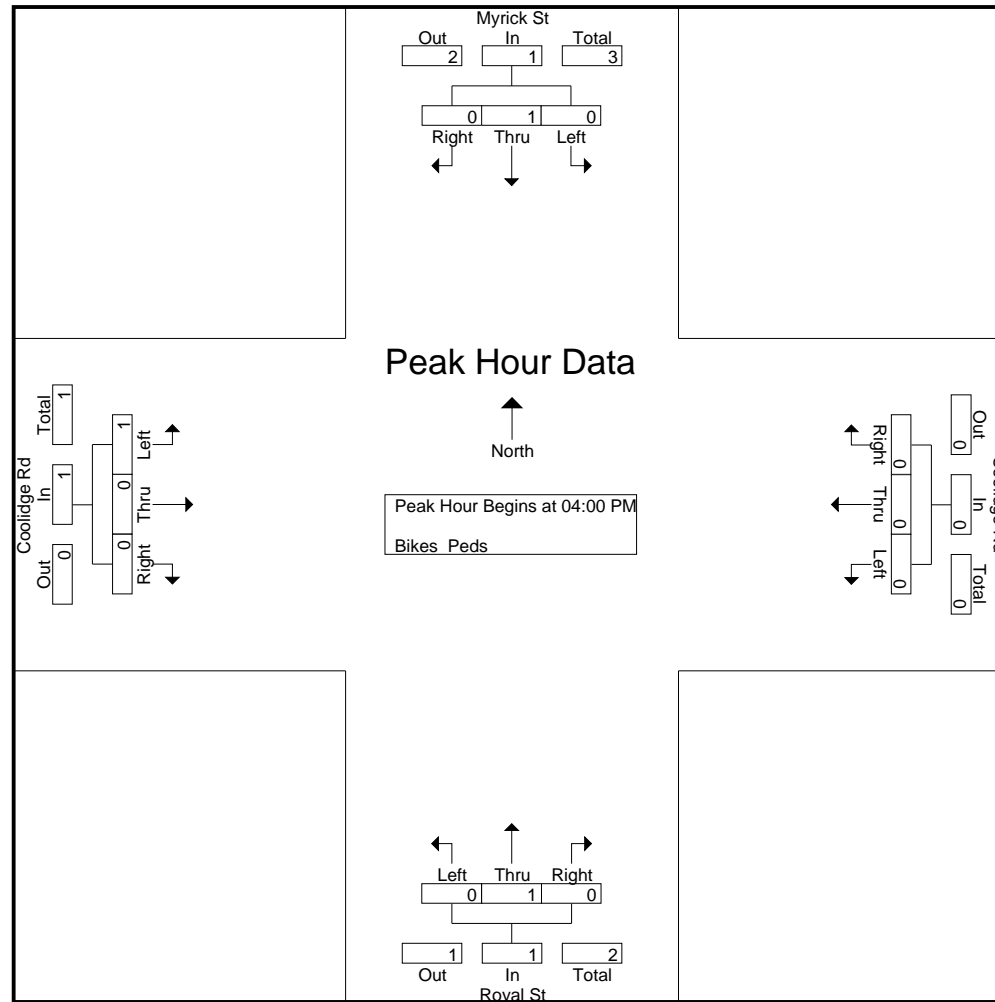 Myrick St
Out In Total
2 1 3
0 1 0
Right Thru Left
Peak Hour Data
North
Peak Hour Begins at 04:00 PM
Bikes Peds
Coolidge Rd
Total In Out
1 1 0
1 0 0
Left Thru Right
Right Thru Left
0 0 0
Out In Total
0 0 0
Left Thru Right
0 1 0
1 1 2
Out In Total
Royal St